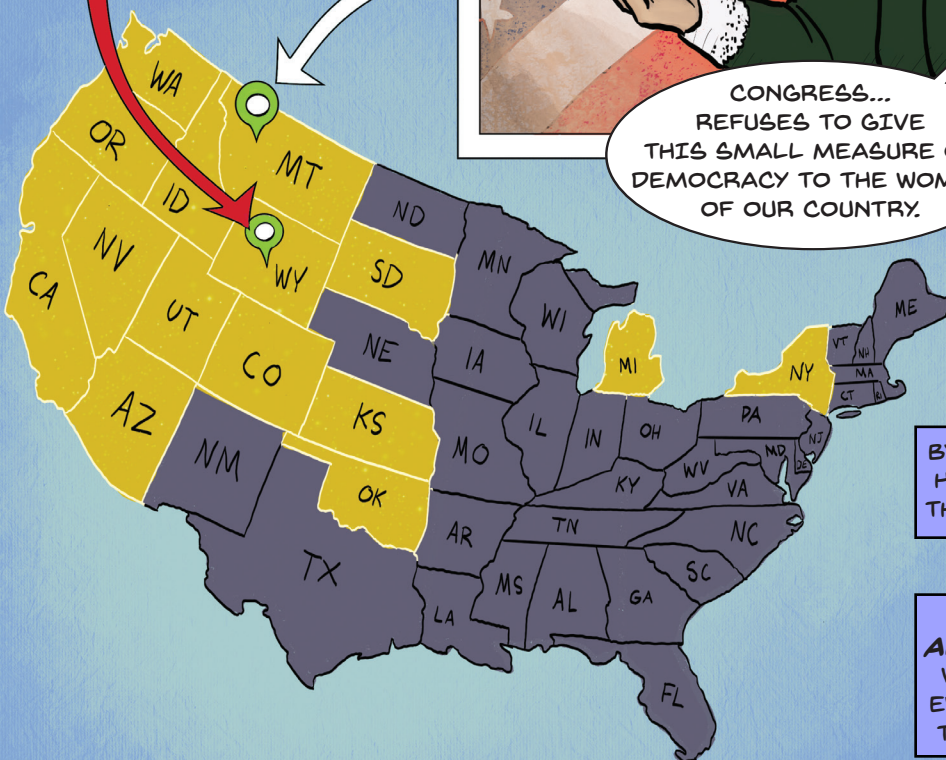 CONGRESS...
REFUSES TO GIVE
THIS SMALL MEASURE
DEMOCRACY TO THE
OF OUR COUNTRY.
WA
OR
MT
ID
ND
NV
WY
SD
MN
CA
UT
WI
ME
CO
NE
IA
MI
NY
VT
NH
MA
CT
RI
AZ
KS
NM
MO
IL
IN
OH
PA
NJ
MD
DE
WV
OK
KY
VA
AR
TN
NC
TX
MS
AL
GA
SC
LA
FL